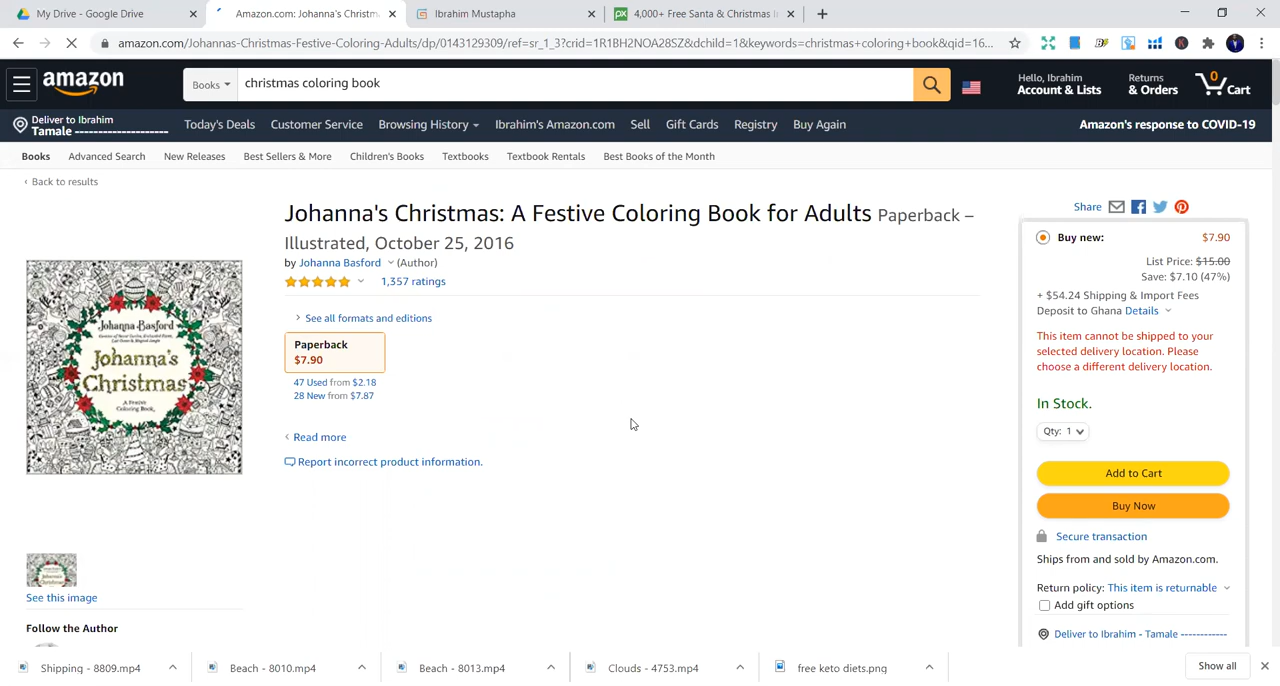 My Drive - Google Drive
Amazon.com: Johanna's Christm
Ibrahim Mustapha
4,000+ Free Santa & Christmas I
amazon.com/Johannas-Christmas-Festive-Coloring-Adults/dp/0143129309/ref=sr_1_3?crid=1R1BH2NOA28SZ&dchild=1&keywords=christmas+coloring+book&qid=16...
amazon
Books
christmas coloring book
Hello, Ibrahim
Account & Lists
Returns
& Orders
0
Cart
Deliver to Ibrahim
Tamale --------------------
Today's Deals
Customer Service
Browsing History
Ibrahim's Amazon.com
Sell
Gift Cards
Registry
Buy Again
Amazon's response to COVID-19
Books
Advanced Search
New Releases
Best Sellers & More
Children's Books
Textbooks
Textbook Rentals
Best Books of the Month
‹ Back to results
Johanna's Christmas: A Festive Coloring Book for Adults Paperback –
Illustrated, October 25, 2016
by Johanna Basford (Author)
1,357 ratings
See all formats and editions
Paperback
$7.90
47 Used from $2.18
28 New from $7.87
Read more
Report incorrect product information.
Johanna Basford
Johanna's
Christmas
A Festive
Coloring Book
See this image
Follow the Author
Share
Buy new:
$7.90
List Price: $15.00
Save: $7.10 (47%)
+ $54.24 Shipping & Import Fees
Deposit to Ghana Details
This item cannot be shipped to your
selected delivery location. Please
choose a different delivery location.
In Stock.
Qty: 1
Add to Cart
Buy Now
Secure transaction
Ships from and sold by Amazon.com.
Return policy: This item is returnable
Add gift options
Deliver to Ibrahim - Tamale -----------
Shipping - 8809.mp4
Beach - 8010.mp4
Beach - 8013.mp4
Clouds - 4753.mp4
free keto diets.png
Show all